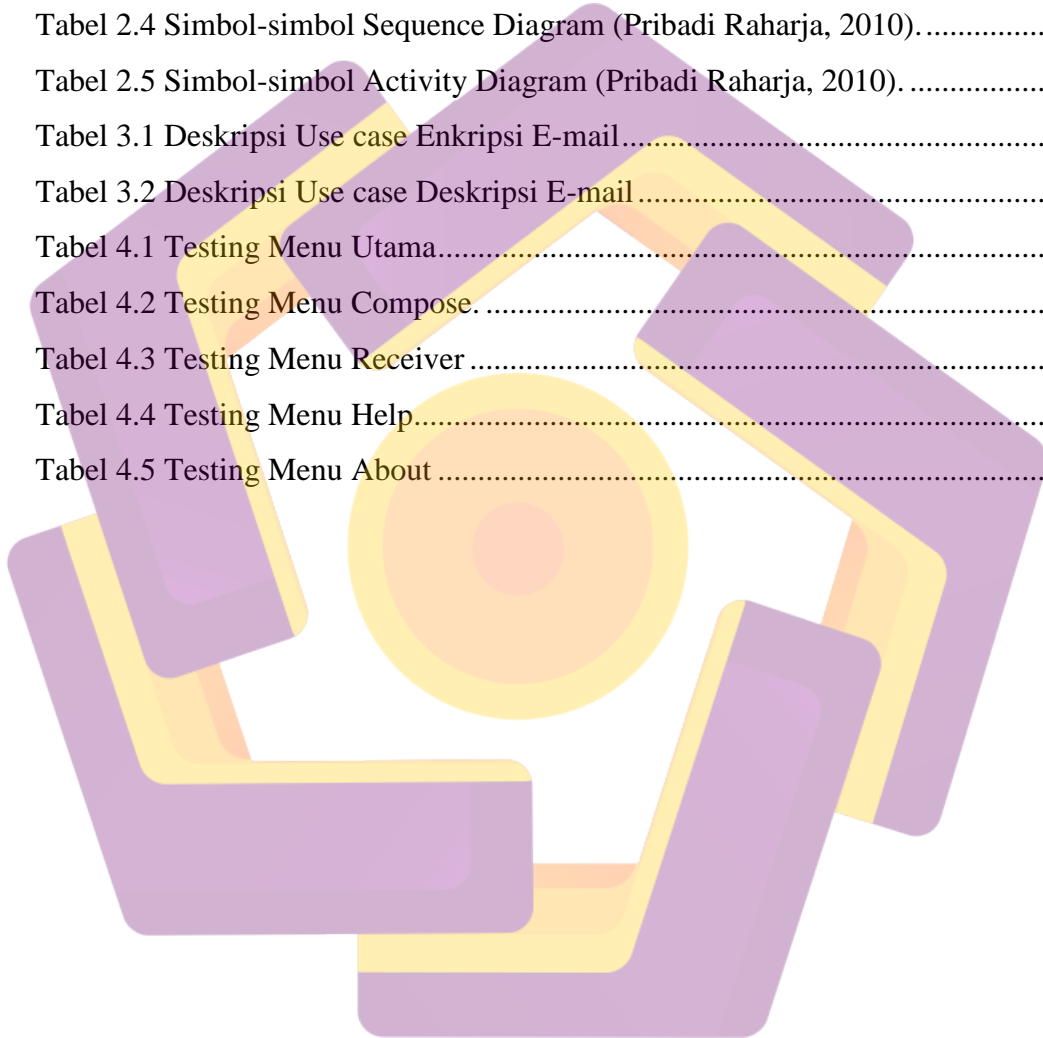 Tabel 2.4 Simbol-simbol Sequence Diagram (Pribadi Raharja, 2010). ...............
Tabel 2.5 Simbol-simbol Activity Diagram (Pribadi Raharja, 2010). .................
Tabel 3.1 Deskripsi Use case Enkripsi E-mail.....................................................
Tabel 3.2 Deskripsi Use case Deskripsi E-mail ...................................................
Tabel 4.1 Testing Menu Utama............................................................................
Tabel 4.2 Testing Menu Compose. ......................................................................
Tabel 4.3 Testing Menu Receiver ........................................................................
Tabel 4.4 Testing Menu Help...............................................................................
Tabel 4.5 Testing Menu About ............................................................................